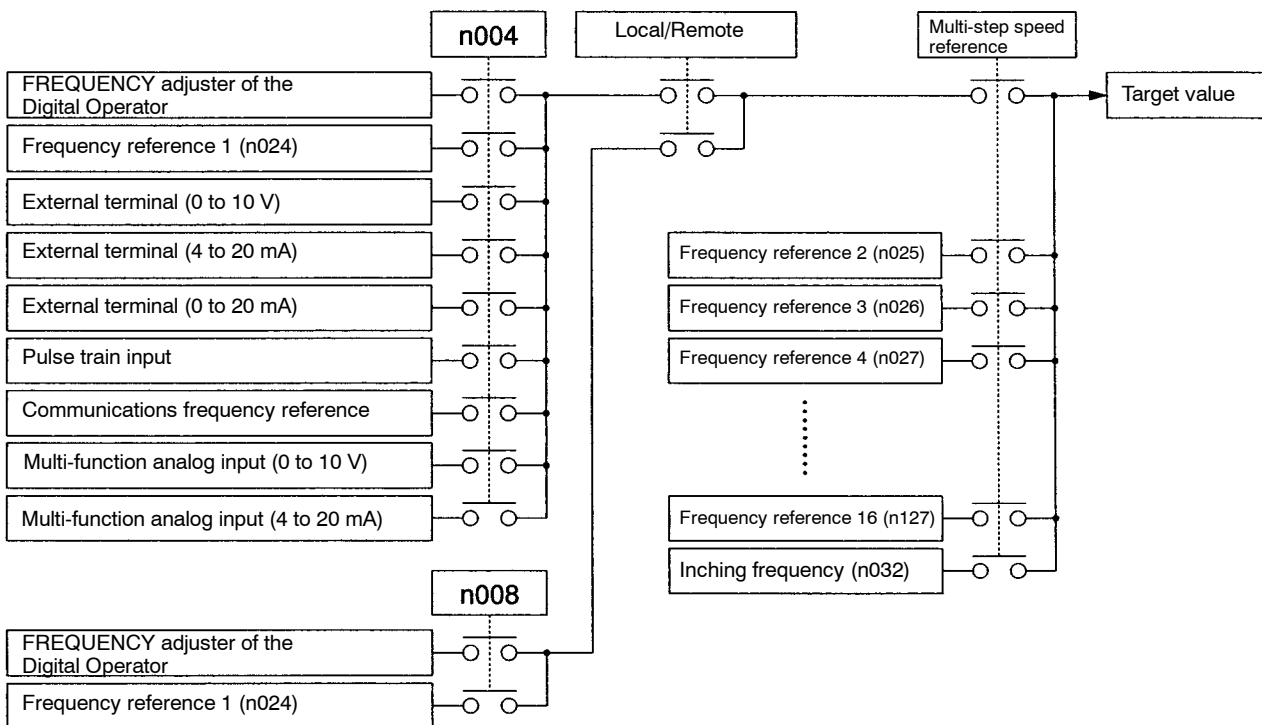 n004
Local/Remote
Multi-step speed
reference
FREQUENCY adjuster of the
Digital Operator
Target value
Frequency reference 1 (n024)
External terminal (0 to 10 V)
External terminal (4 to 20 mA)
Frequency reference 2 (n025)
External terminal (0 to 20 mA)
Frequency reference 3 (n026)
Pulse train input
Frequency reference 4 (n027)
Communications frequency reference
Multi-function analog input (0 to 10 V)
Multi-function analog input (4 to 20 mA)
Frequency reference 16 (n127)
Inching frequency (n032)
n008
FREQUENCY adjuster of the
Digital Operator
Frequency reference 1 (n024)